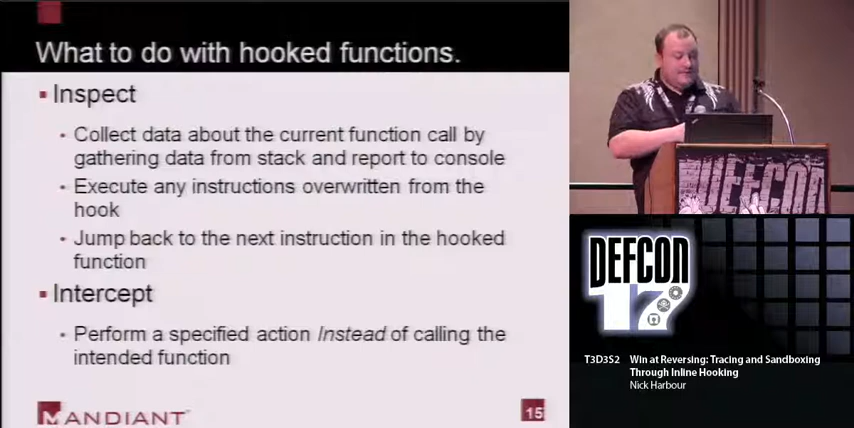 What to do with hooked functions.
Inspect
Collect data about the current function call by
gathering data from stack and report to console
Execute any instructions overwritten from the
hook
Jump back to the next instruction in the hooked
function
Intercept
Perform a specified action Instead of calling the
intended function
MANDIANT
15
DEFCON
DEFCON
17
T3D3S2 Win at Reversing: Tracing and Sandboxing
Through Inline Hooking
Nick Harbour